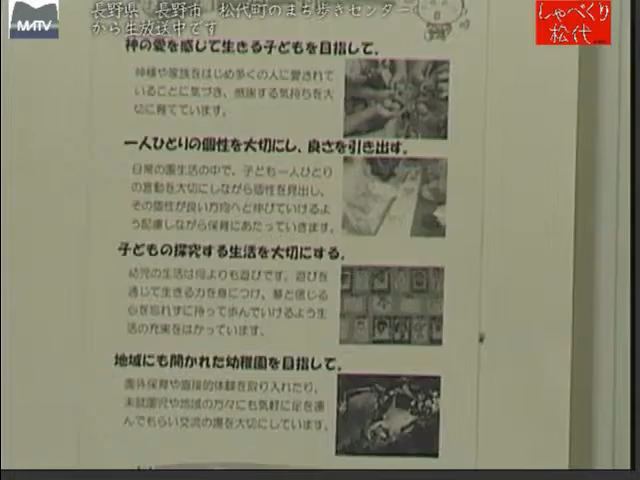 MATV
長野県 長野市 松代町のまち歩きセンター
から生放送中です
しゃべくり
松代
神の愛を感じて生きる子どもを目指して。
神様や家族をはじめ多くの人に愛されて
いることに気づき、感謝する気持ちを大
切に育てています。
一人ひとりの個性を大切にし、良さを引き出す。
日常の園生活の中で、子ども一人ひとり
の言動を大切にしながら個性を見出し、
その個性が良い方向へと伸びていけるよ
う配慮しながら保育にあたっていきます。
子どもの探究する生活を大切にする。
幼児の生活は何よりも遊びです。遊びを
通じて生きる力を身につけ、夢と信じる
心を忘れずに持って歩んでいけるよう生
活の充実をはかっています。
地域にも開かれた幼稚園を目指して。
園外保育や直接的体験を取り入れたり、
未就園児や地域の方々にも気軽に足を運
んでもらい交流の場を大切にしています。